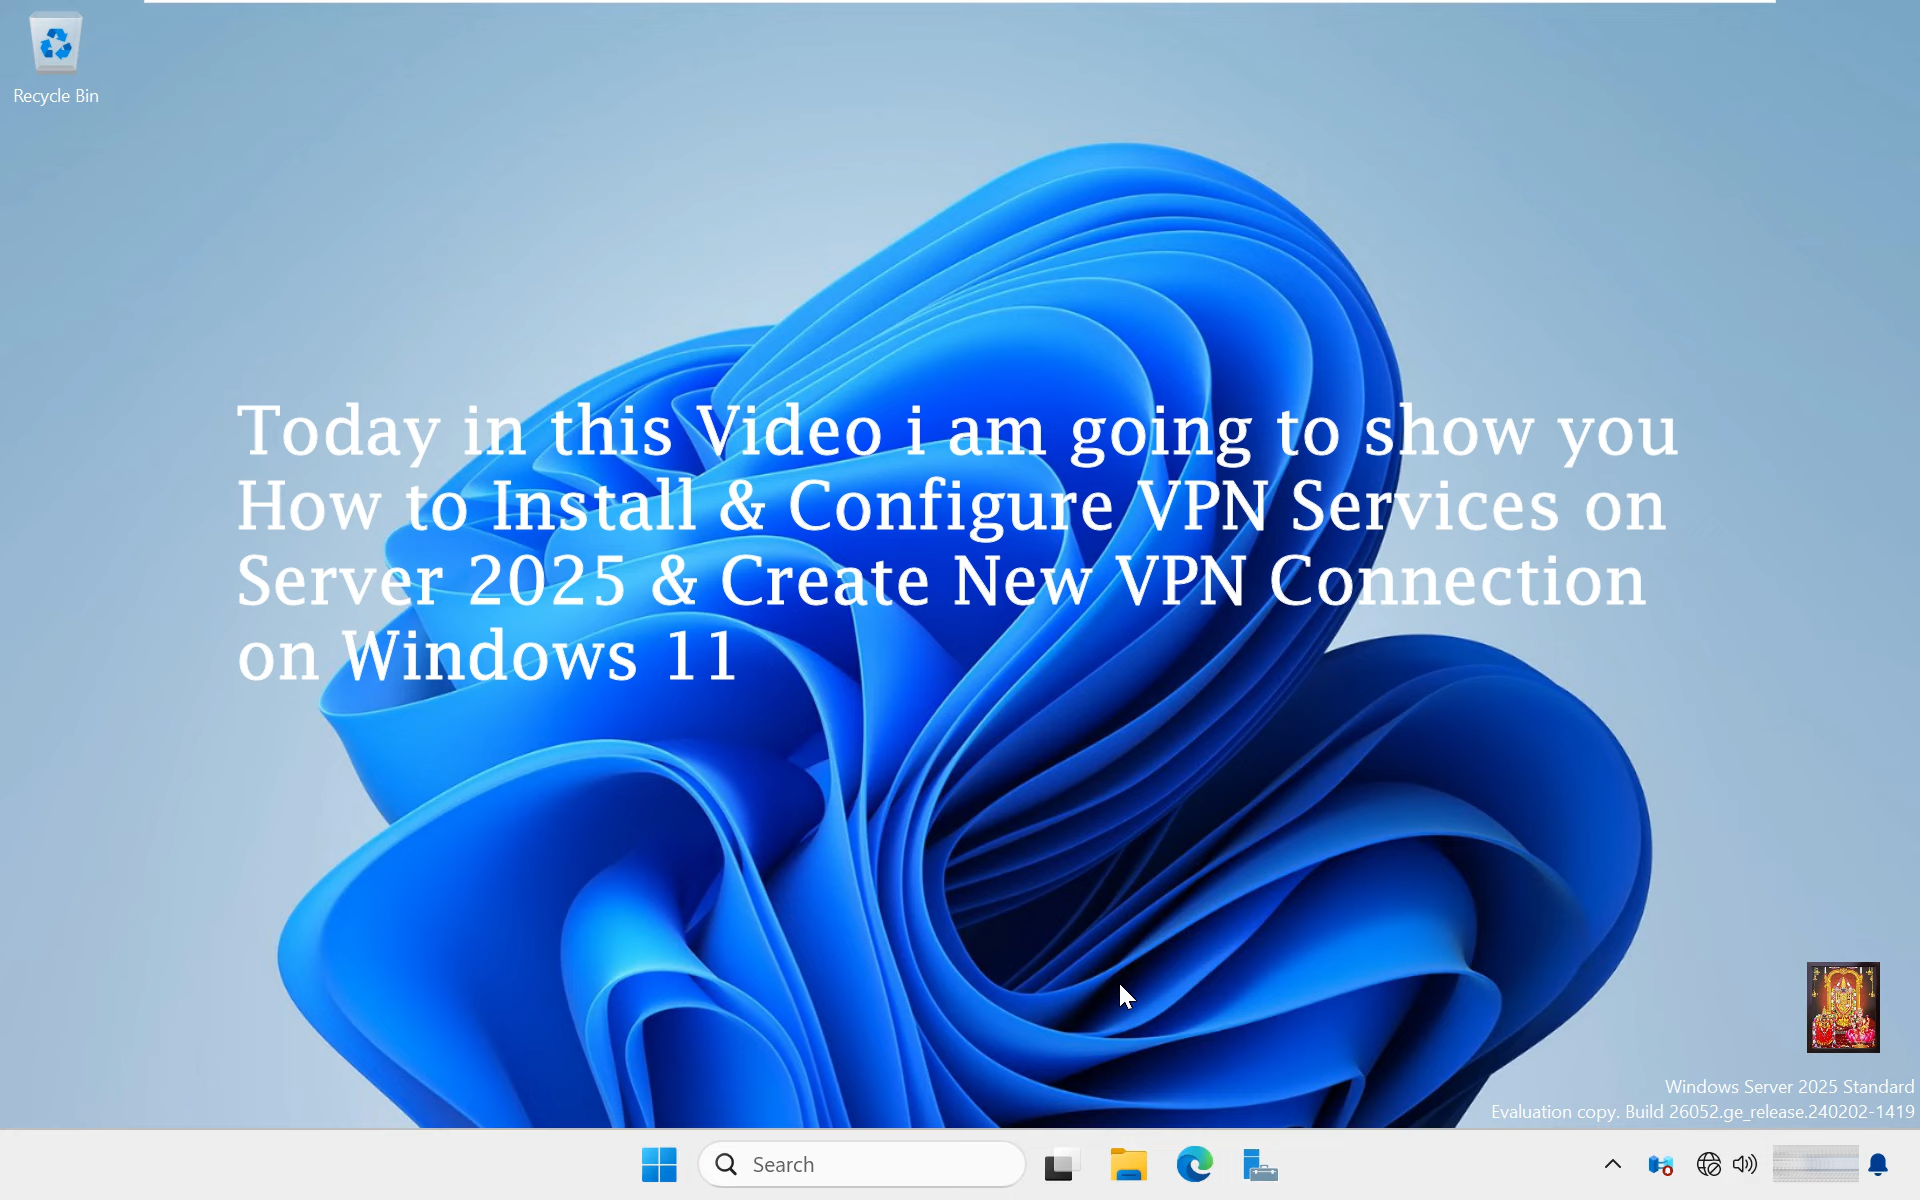 Recycle Bin
Today in this Video i am going to show you
How to Install & Configure VPN Services on
Server 2025 & Create New VPN Connection
on Windows 11
Windows Server 2025 Standard
Evaluation copy. Build 26052.ge_release.240202-1419
Search